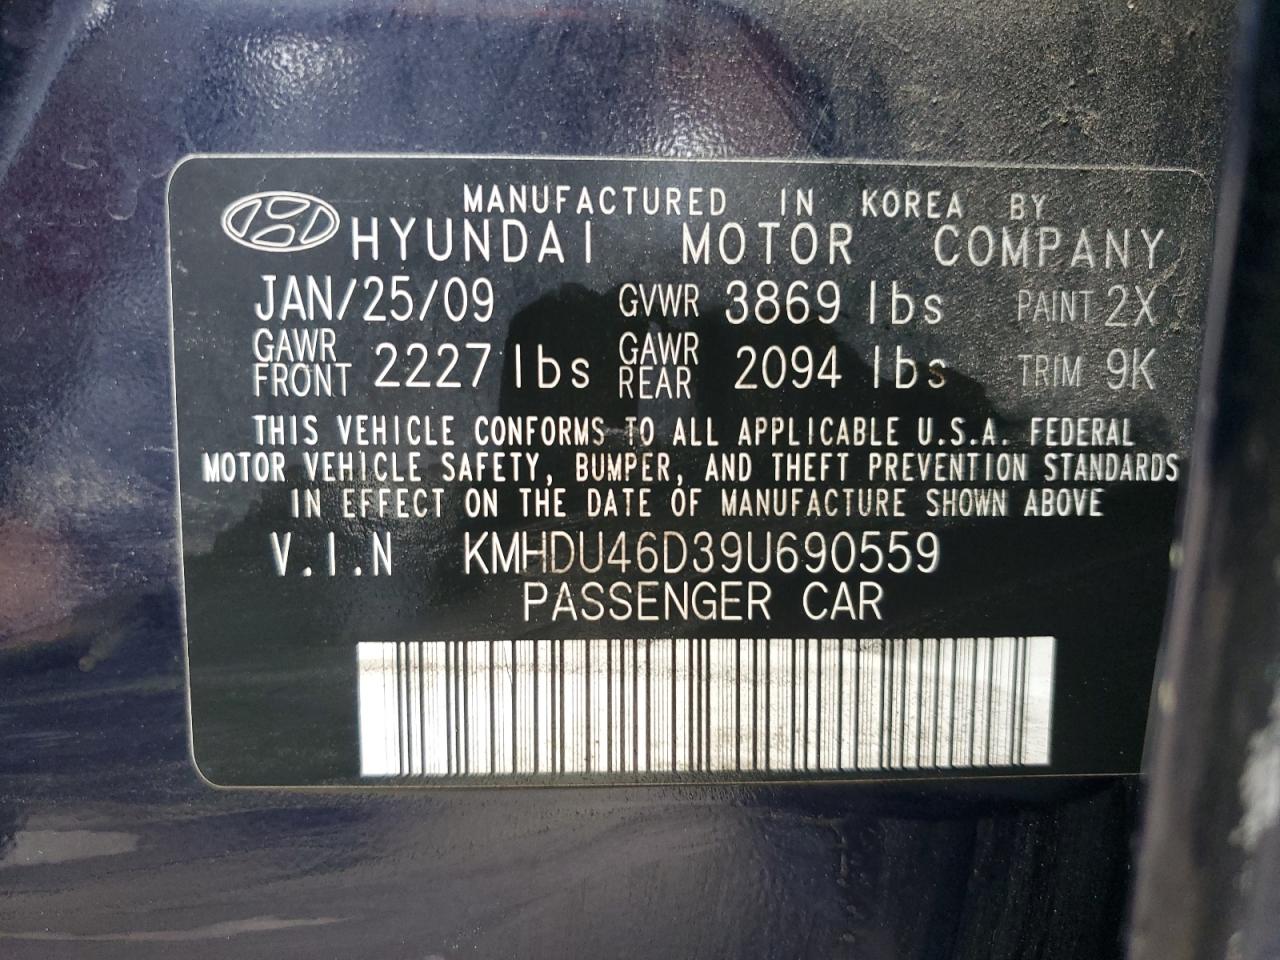 MANUFACTURED IN KOREA BY
HYUNDAI MOTOR COMPANY
JAN/25/09 GVWR 3869 lbs PAINT 2X
GAWR FRONT 2227 lbs GAWR REAR 2094 lbs TRIM 9K
THIS VEHICLE CONFORMS TO ALL APPLICABLE U.S.A. FEDERAL
MOTOR VEHICLE SAFETY, BUMPER, AND THEFT PREVENTION STANDARDS
IN EFFECT ON THE DATE OF MANUFACTURE SHOWN ABOVE
V.I.N KMHDU46D39U690559
PASSENGER CAR